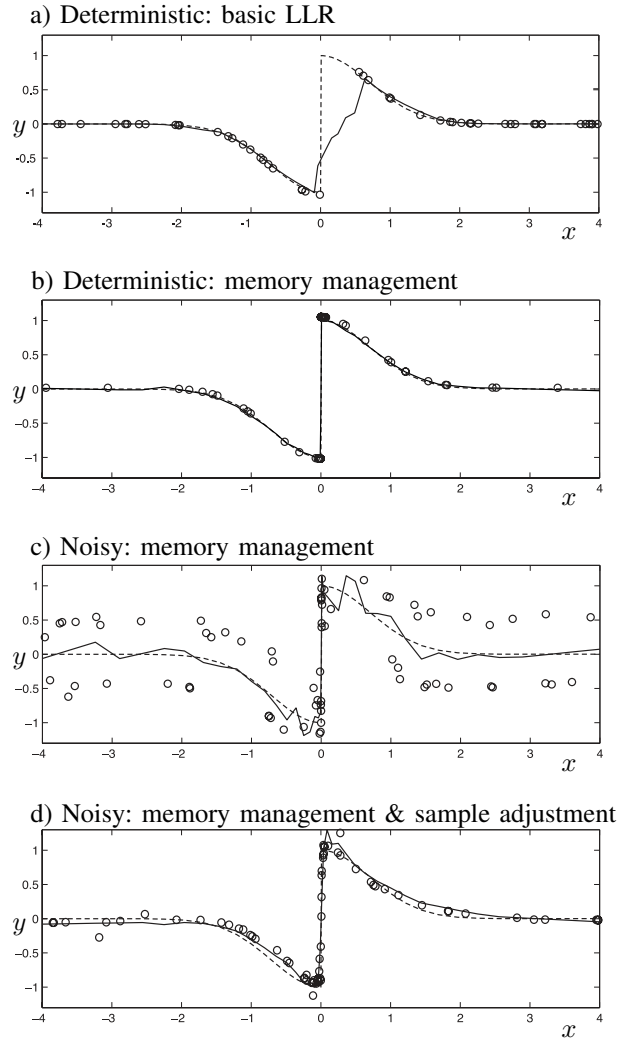 a) Deterministic: basic LLR
1
0.5
y 0
-0.5
-1
-4 -3 -2 -1 0 1 2 3 4
x
b) Deterministic: memory management
1
0.5
y 0
−0.5
−1
−4 −3 −2 −1 0 1 2 3 4
x
c) Noisy: memory management
1
0.5
y 0
−0.5
−1
−4 −3 −2 −1 0 1 2 3 4
x
d) Noisy: memory management & sample adjustment
1
0.5
y 0
−0.5
−1
−4 −3 −2 −1 0 1 2 3 4
x